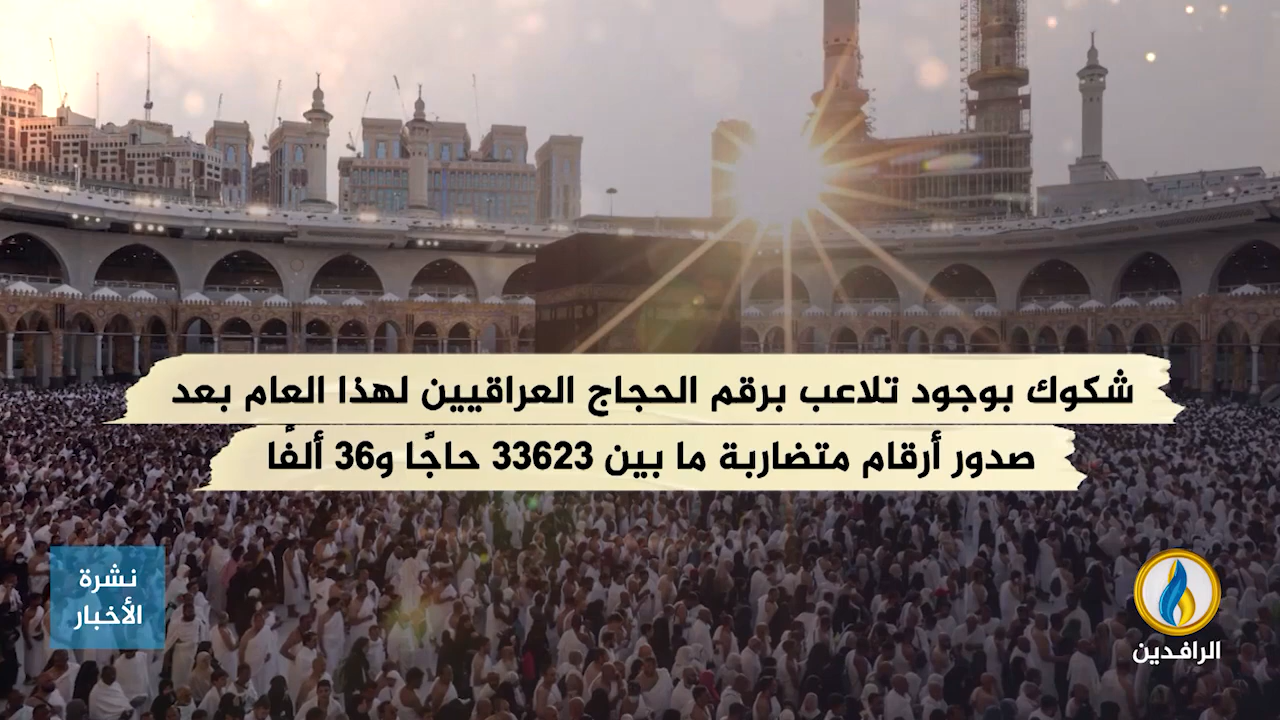 شكوك بوجود تلاعب برقم الحجاج العراقيين لهذا العام بعد
صدور أرقام متضاربة ما بين 33623 حاجًّا و36 ألفًا
نشرة
الأخبار
الرافدين